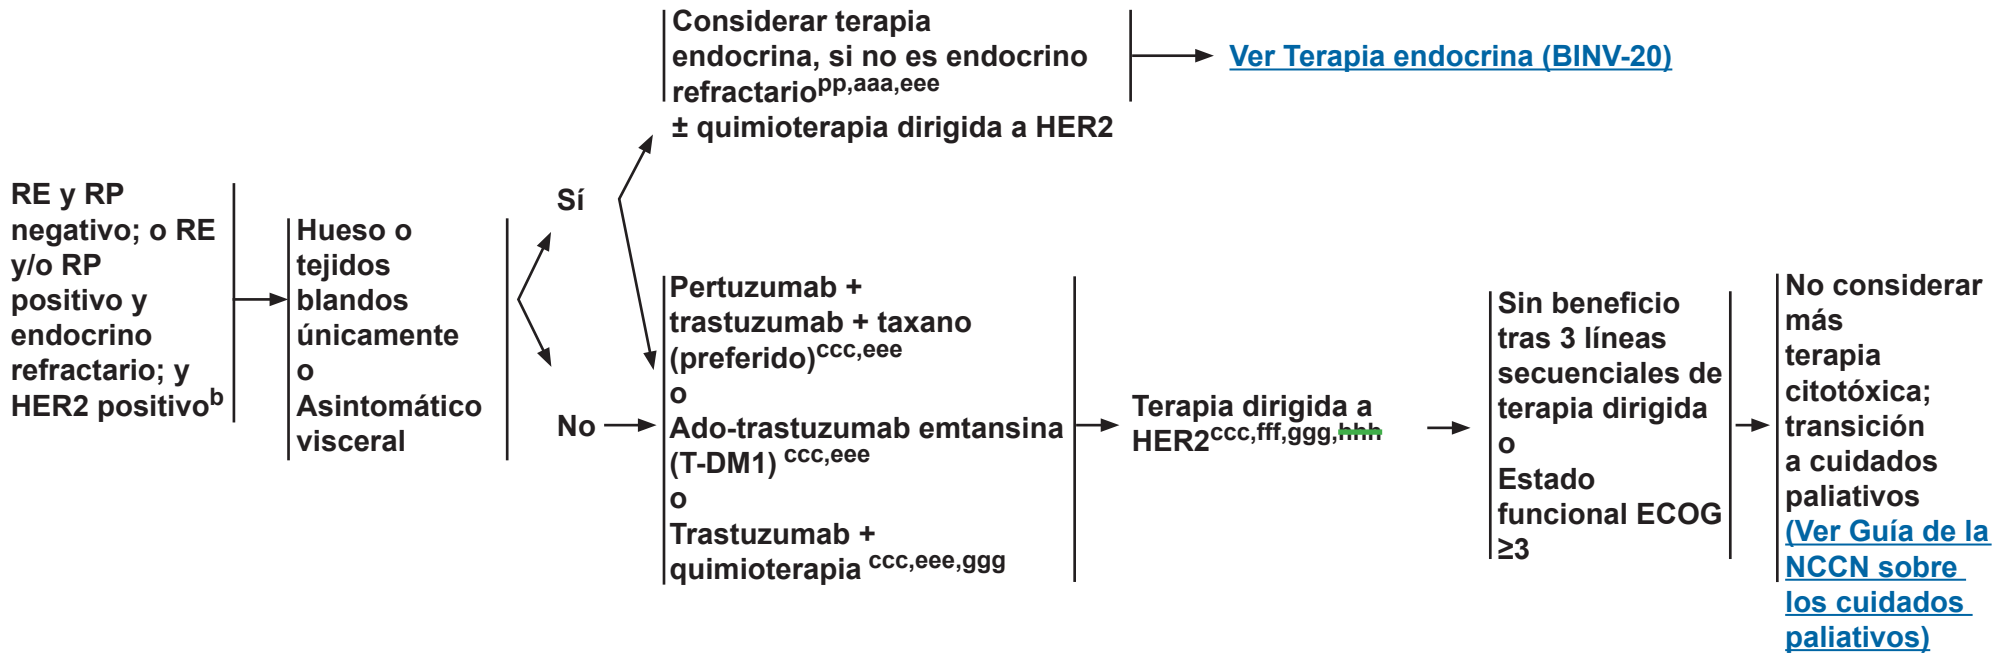 Considerar terapia
endocrina, si no es endocrino
refractariopp,aaa,eee
± quimioterapia dirigida a HER2
Ver Terapia endocrina (BINV-20)
RE y RP
negativo; o RE
y/o RP
positivo y
endocrino
refractario; y
HER2 positivob
Hueso o
tejidos
blandos
únicamente
o
Asintomático
visceral
Sí
No
Pertuzumab +
trastuzumab + taxano
(preferido)ccc,eee
o
Ado-trastuzumab emtansina
(T-DM1) ccc,eee
o
Trastuzumab +
quimioterapia ccc,eee,ggg
Terapia dirigida a
HER2ccc,fff,ggg,hhh
Sin beneficio
tras 3 líneas
secuenciales de
terapia dirigida
o
Estado
funcional ECOG
≥3
No considerar
más
terapia
citotóxica;
transición
a cuidados
paliativos
(Ver Guía de la
NCCN sobre
los cuidados
paliativos)